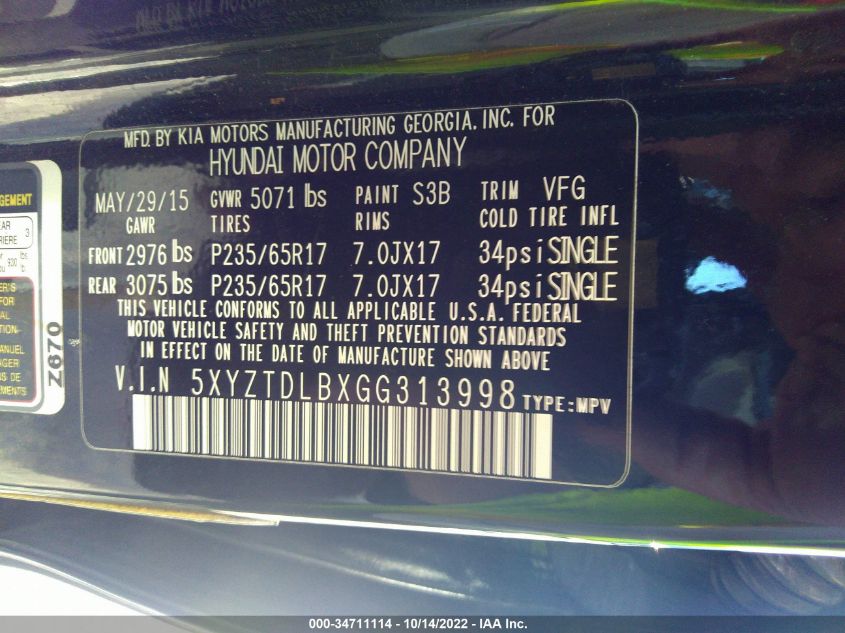 MFD. BY KIA MOTORS MANUFACTURING GEORGIA, INC. FOR
HYUNDAI MOTOR COMPANY
MAY/29/15 GVWR 5071 lbs PAINT S3B TRIM VFG
GAWR TIRES RIMS COLD TIRE INFL
FRONT 2976 lbs P235/65R17 7.0JX17 34psi SINGLE
REAR 3075 lbs P235/65R17 7.0JX17 34psi SINGLE
THIS VEHICLE CONFORMS TO ALL APPLICABLE U.S.A. FEDERAL
MOTOR VEHICLE SAFETY AND THEFT PREVENTION STANDARDS
IN EFFECT ON THE DATE OF MANUFACTURE SHOWN ABOVE
V.I.N 5XYZTDLBXGG313998 TYPE:MPV
Z670
000-34711114 - 10/14/2022 - IAA Inc.